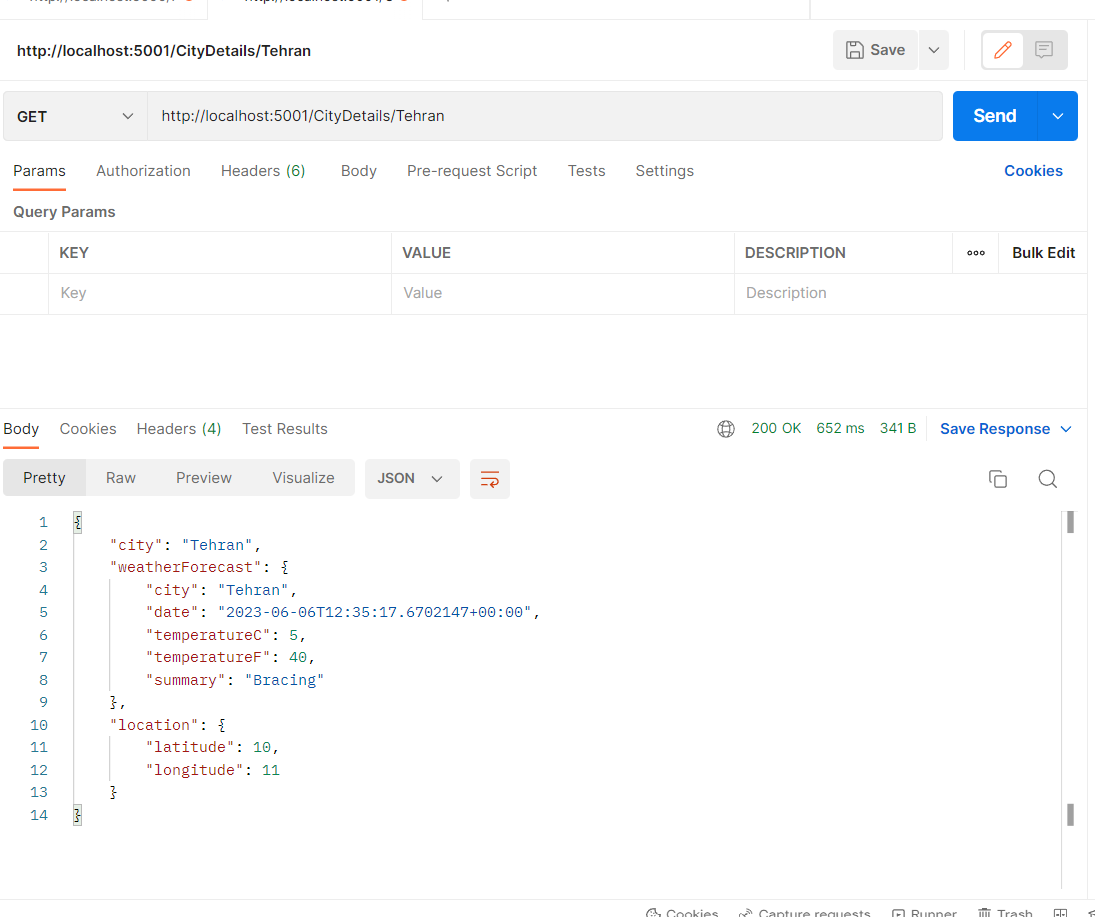 http://localhost:5001/CityDetails/Tehran
Save
GET
http://localhost:5001/CityDetails/Tehran
Send
Params Authorization Headers (6) Body Pre-request Script Tests Settings Cookies
Query Params
KEY VALUE DESCRIPTION ooo Bulk Edit
Key Value Description
Body Cookies Headers (4) Test Results 200 OK 652 ms 341 B Save Response
Pretty Raw Preview Visualize JSON
1 {
2 "city": "Tehran",
3 "weatherForecast": {
4 "city": "Tehran",
5 "date": "2023-06-06T12:35:17.6702147+00:00",
6 "temperatureC": 5,
7 "temperatureF": 40,
8 "summary": "Bracing"
9 },
10 "location": {
11 "latitude": 10,
12 "longitude": 11
13 }
14 }
Cookies Capture requests Runner Trash